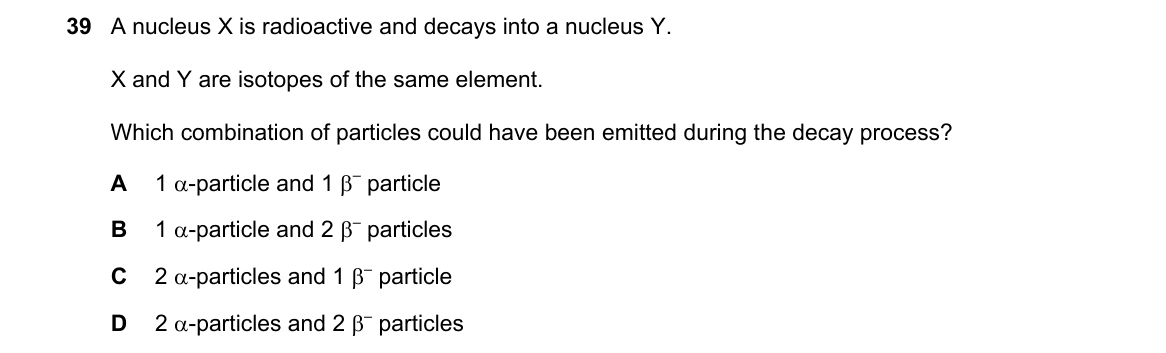 39 A nucleus X is radioactive and decays into a nucleus Y.
X and Y are isotopes of the same element.
Which combination of particles could have been emitted during the decay process?
A 1 α-particle and 1 β⁻ particle
B 1 α-particle and 2 β⁻ particles
C 2 α-particles and 1 β⁻ particle
D 2 α-particles and 2 β⁻ particles